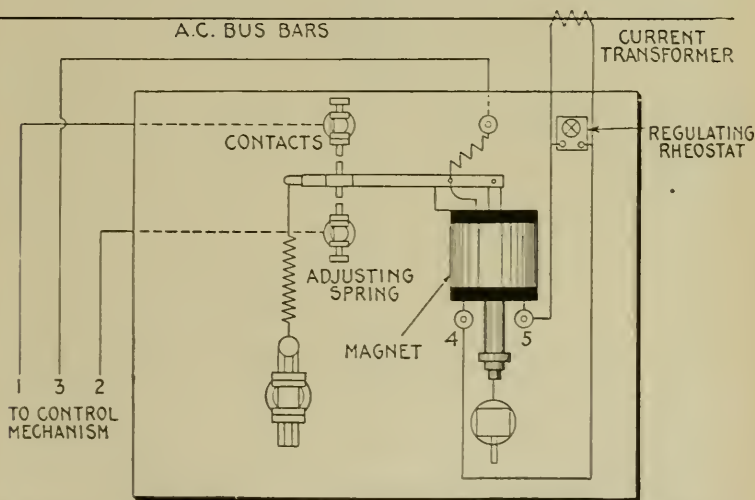 A.C. BUS BARS
CURRENT
TRANSFORMER
CONTACTS
REGULATING
RHEOSTAT
ADJUSTING
SPRING
MAGNET
4
5
1 3 2
TO CONTROL
MECHANISM